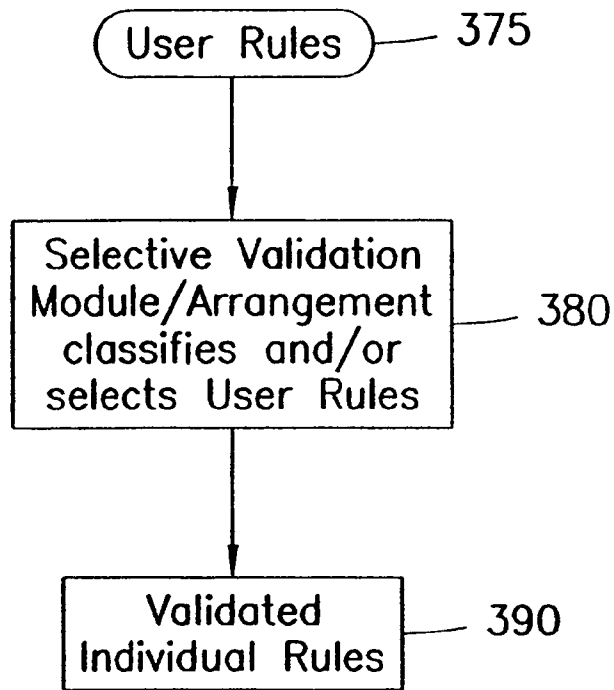 User Rules
375
Selective Validation
Module/Arrangement
classifies and/or
selects User Rules
380
Validated
Individual Rules
390